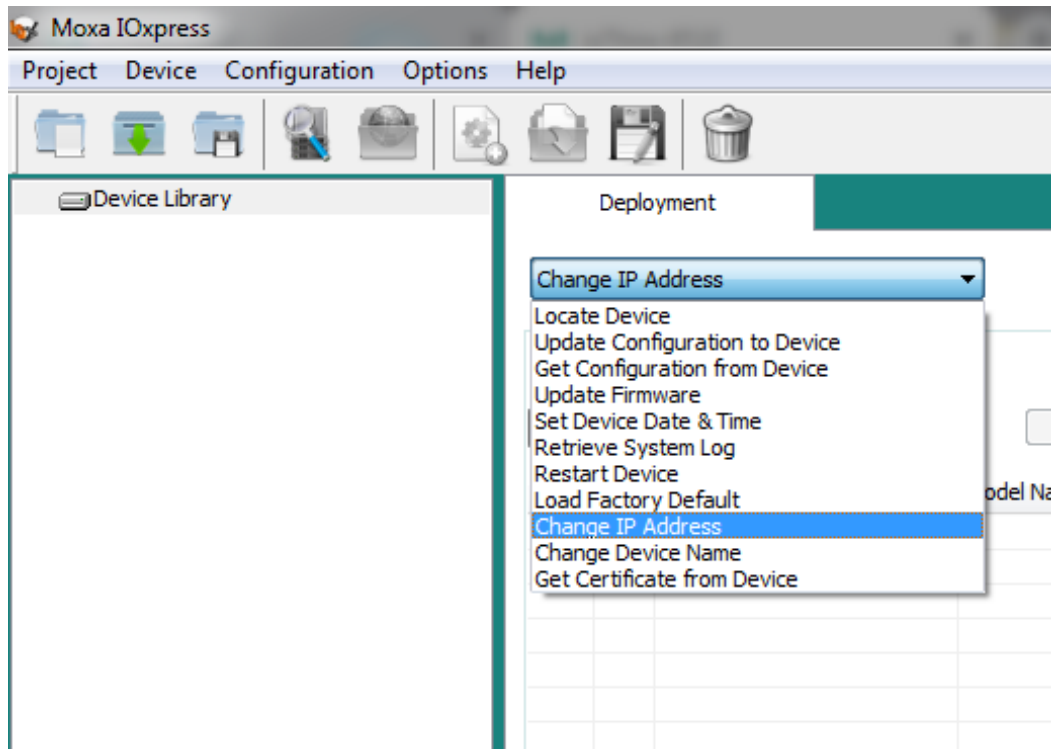 Moxa IOxpress
Project Device Configuration Options Help
Device Library
Deployment
Change IP Address
Locate Device
Update Configuration to Device
Get Configuration from Device
Update Firmware
Set Device Date & Time
Retrieve System Log
Restart Device
Load Factory Default
odel Na
Change IP Address
Change Device Name
Get Certificate from Device